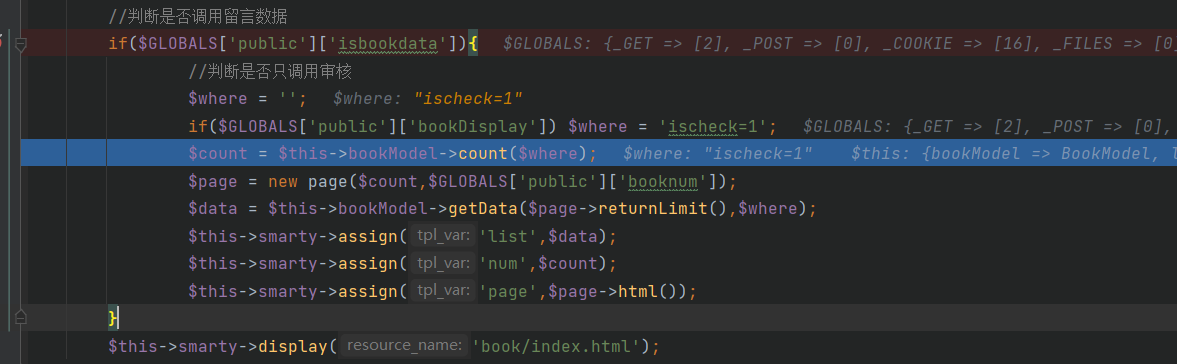 //判断是否调用留言数据
if($GLOBALS['public']['isbookdata']){ $GLOBALS: {_GET => [2], _POST => [0], _COOKIE => [16], _FILES => [0
//判断是否只调用审核
$where = ''; $where: "ischeck=1"
if($GLOBALS['public']['bookDisplay']) $where = 'ischeck=1'; $GLOBALS: {_GET => [2], _POST => [0],
$count = $this->bookModel->count($where); $where: "ischeck=1" $this: {bookModel => BookModel, l
$page = new page($count,$GLOBALS['public']['booknum']);
$data = $this->bookModel->getData($page->returnLimit(),$where);
$this->smarty->assign( tpl_var: 'list',$data);
$this->smarty->assign( tpl_var: 'num',$count);
$this->smarty->assign( tpl_var: 'page',$page->html());
}
$this->smarty->display( resource_name: 'book/index.html');